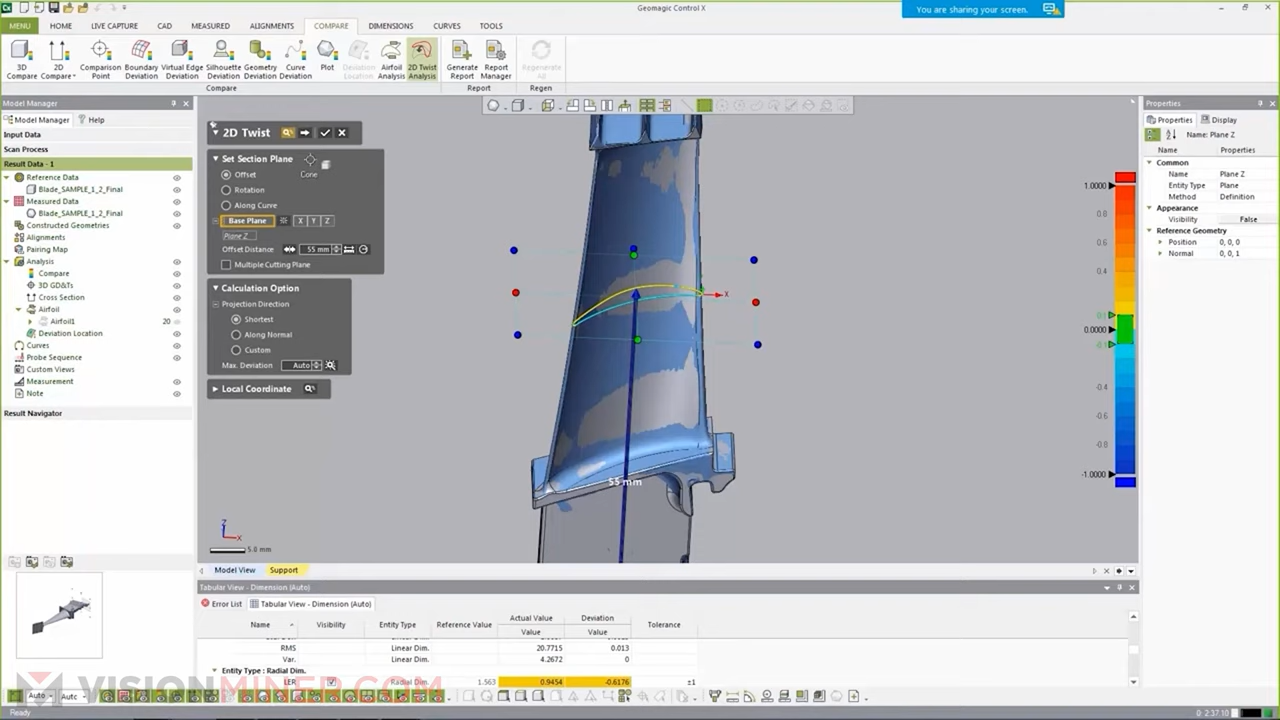 Geomagic Control X
You are sharing your screen.
MENU HOME LIVE CAPTURE CAD MEASURED ALIGNMENTS COMPARE DIMENSIONS CURVES TOOLS
3D Compare
2D Compare
Comparison Point
Boundary Deviation
Virtual Edge Deviation
Silhouette Deviation
Geometry Deviation
Curve Deviation
Plot
Deviation Location
Airfoil Analysis
2D Twist Analysis
Generate Report
Report Manager
Regenerate All
Compare Report Regen
Model Manager
Model Manager Help
Input Data
Scan Process
Result Data - 1
Reference Data
Blade_SAMPLE_1_2_Final
Measured Data
Blade_SAMPLE_1_2_Final
Constructed Geometries
Alignments
Pairing Map
Analysis
Compare
3D GD&Ts
Cross Section
Airfoil
Airfoil1 20
Deviation Location
Curves
Probe Sequence
Custom Views
Measurement
Note
Result Navigator
2D Twist
Set Section Plane
Offset
Cone
Rotation
Along Curve
Base Plane X Y Z
Plane Z
Offset Distance 55 mm
Multiple Cutting Plane
Calculation Option
Projection Direction
Shortest
Along Normal
Custom
Max. Deviation Auto
Local Coordinate
X
55 mm
Z
X
5.0 mm
1.0000
0.8
0.6
0.4
0.1
0.0000
-0.1
-0.4
-0.6
-0.8
-1.0000
Properties
Properties Display
Name: Plane Z
Name Properties
Common
Name Plane Z
Entity Type Plane
Method Definition
Appearance
Visibility False
Reference Geometry
Position 0, 0, 0
Normal 0, 0, 1
Model View Support
Tabular View - Dimension (Auto)
Error List Tabular View - Dimension (Auto)
Name Visibility Entity Type Reference Value Actual Value Deviation Tolerance
Value Value
RMS Linear Dim. 20.7715 0.013
Var. Linear Dim. 4.2672 0
Entity Type : Radial Dim.
LER Radial Dim. 1.563 0.9454 -0.6176 ±1
VISIONMINER.COM
Auto
Ready
0: 2:37:10